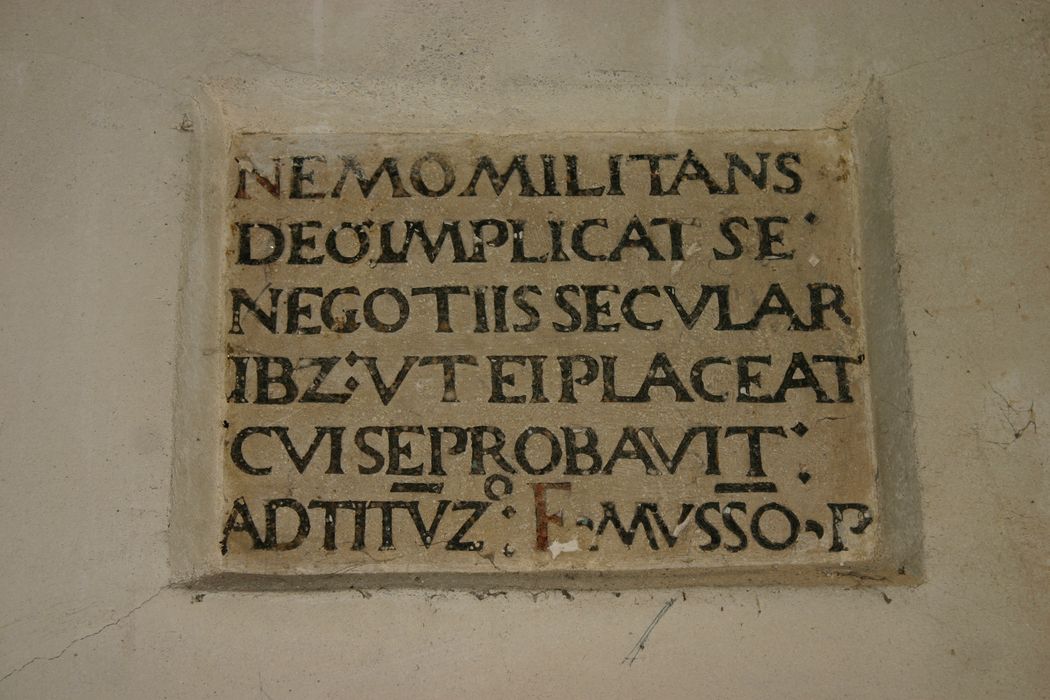 NEMO MILITANS
DEO IMPLICAT SE ·
NEGOTIIS SECVLAR
IBZ : VT EI PLACEAT
CVI SE PROBAVIT :
AD TITVZ° : F · MVSSO · P